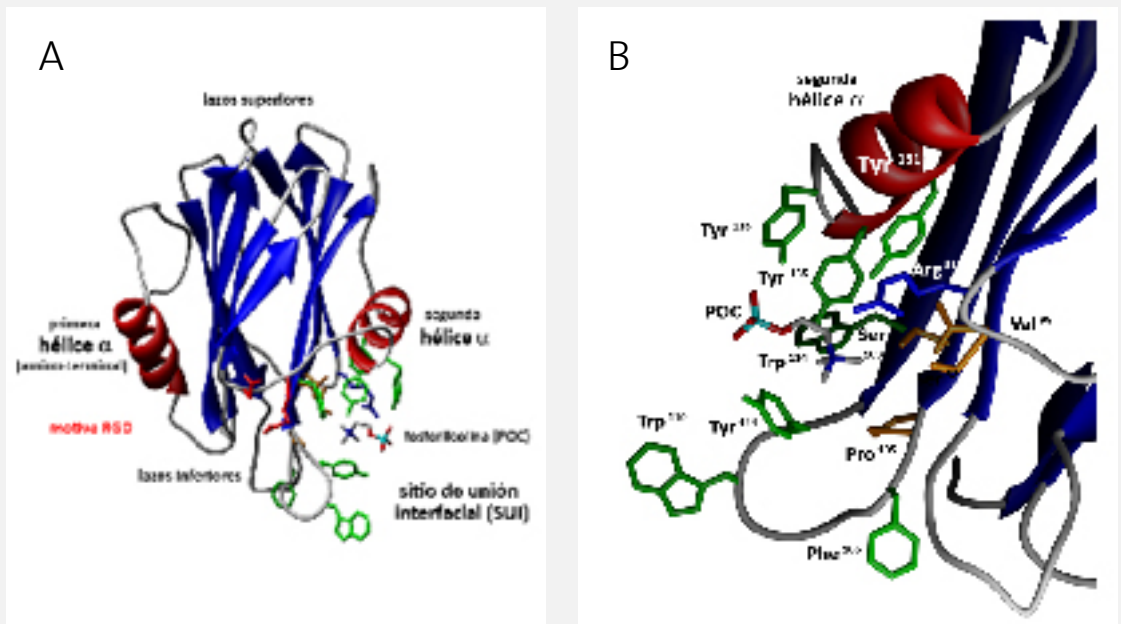 A
lazos superiores
primera
hélice α
(amino-terminal)
segunda
hélice α
motivo RGD
fosforilcolina (POC)
lazos inferiores
sitio de unión
interfacial (SUI)
B
segunda
hélice α
Tyr
Tyr
Tyr
Arg
POC
Ser
Val
Trp
Trp
Tyr
Pro
Phe